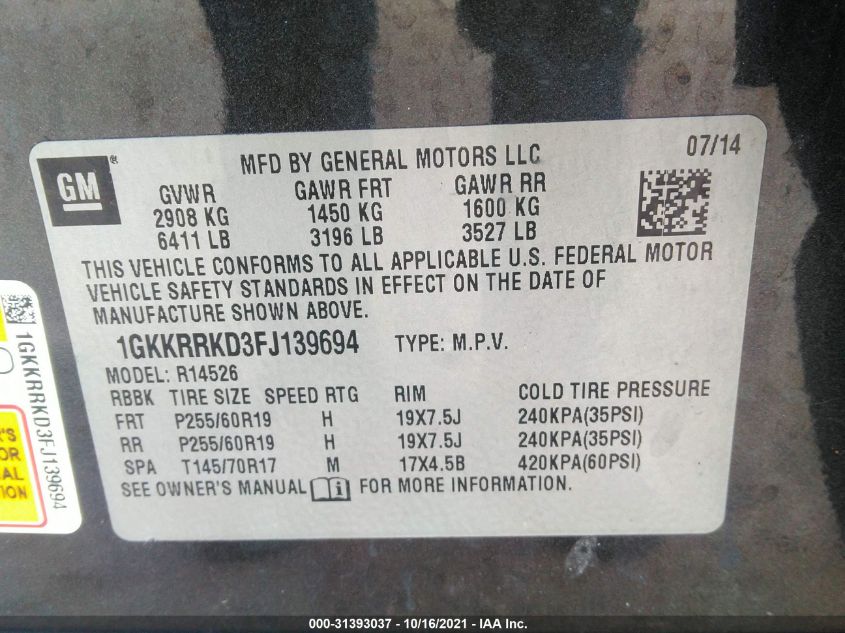 GM®
MFD BY GENERAL MOTORS LLC
07/14
GVWR GAWR FRT GAWR RR
2908 KG 1450 KG 1600 KG
6411 LB 3196 LB 3527 LB
THIS VEHICLE CONFORMS TO ALL APPLICABLE U.S. FEDERAL MOTOR
VEHICLE SAFETY STANDARDS IN EFFECT ON THE DATE OF
MANUFACTURE SHOWN ABOVE.
1GKKRRKD3FJ139694 TYPE: M.P.V.
MODEL: R14526
RBBK TIRE SIZE SPEED RTG RIM COLD TIRE PRESSURE
FRT P255/60R19 H 19X7.5J 240KPA(35PSI)
RR P255/60R19 H 19X7.5J 240KPA(35PSI)
SPA T145/70R17 M 17X4.5B 420KPA(60PSI)
SEE OWNER'S MANUAL i FOR MORE INFORMATION.
1GKKRRKD3FJ139694
000-31393037 - 10/16/2021 - IAA Inc.